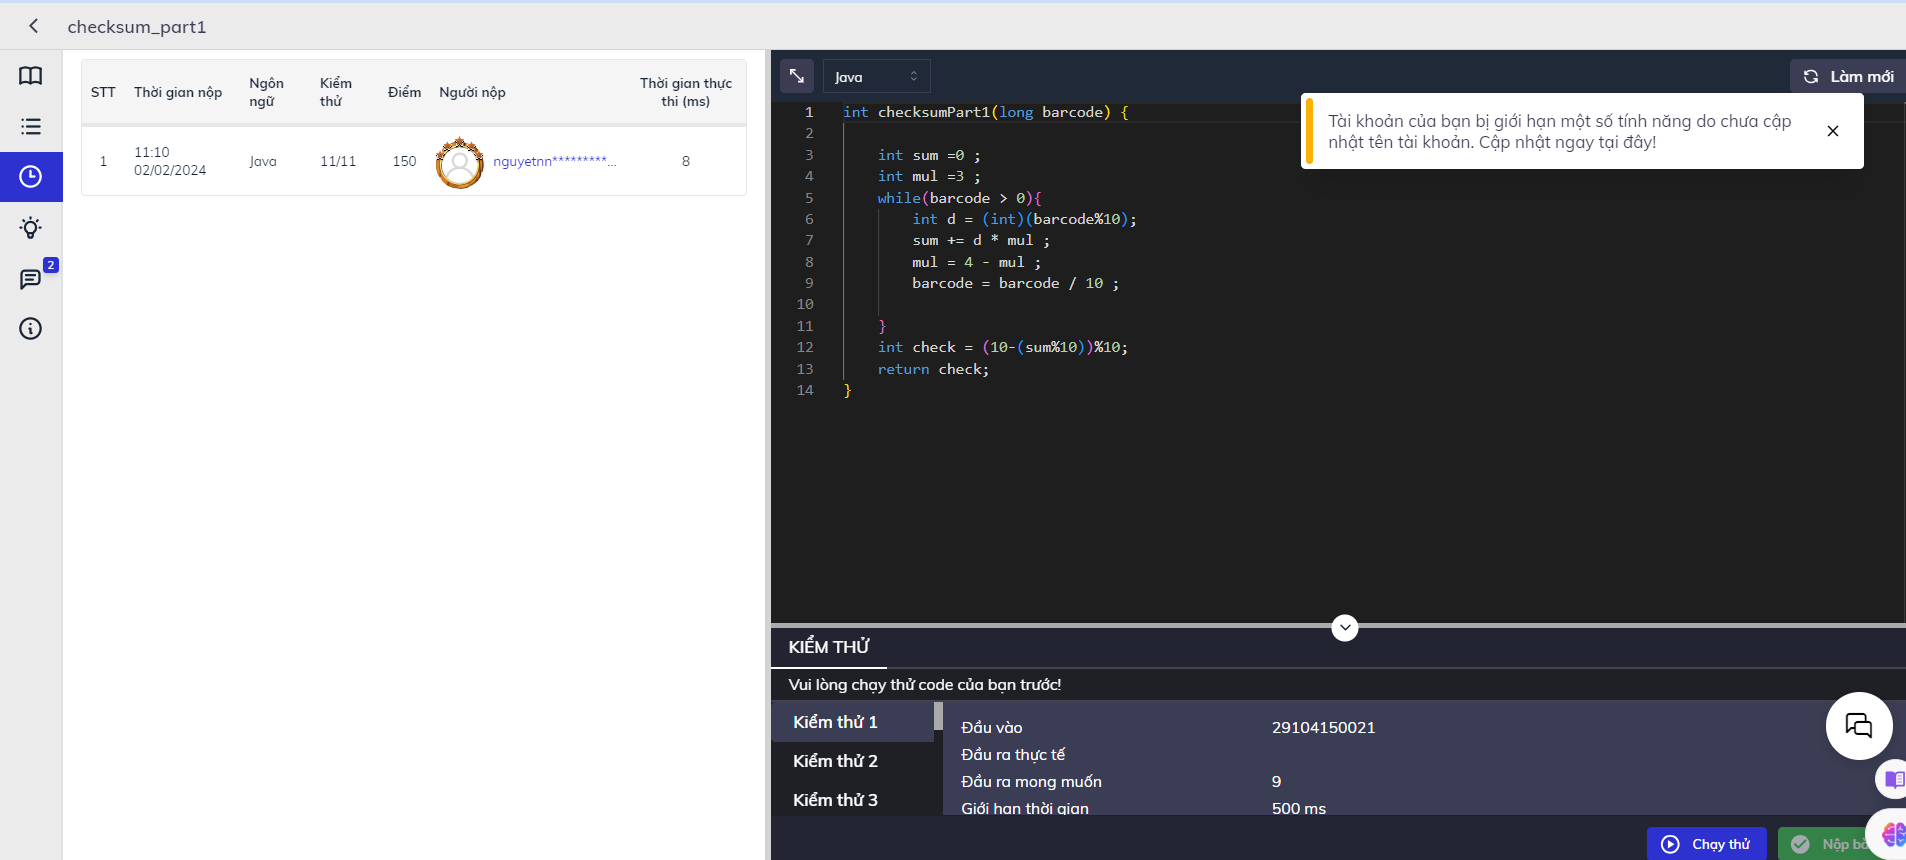 checksum_part1
STT
Thời gian nộp
Ngôn
ngữ
Kiểm
thử
Điểm
Người nộp
Thời gian thực
thi (ms)
1
11:10
02/02/2024
Java
11/11
150
nguyetnn*********...
8
2
Java
Làm mới
Tài khoản của bạn bị giới hạn một số tính năng do chưa cập
nhật tên tài khoản. Cập nhật ngay tại đây!
1 int checksumPart1(long barcode) {
2
3 int sum =0 ;
4 int mul =3 ;
5 while(barcode > 0){
6 int d = (int)(barcode%10);
7 sum += d * mul ;
8 mul = 4 - mul ;
9 barcode = barcode / 10 ;
10
11 }
12 int check = (10-(sum%10))%10;
13 return check;
14 }
KIỂM THỬ
Vui lòng chạy thử code của bạn trước!
Kiểm thử 1
Kiểm thử 2
Kiểm thử 3
Đầu vào 29104150021
Đầu ra thực tế
Đầu ra mong muốn 9
Giới hạn thời gian 500 ms
Chạy thử
Nộp